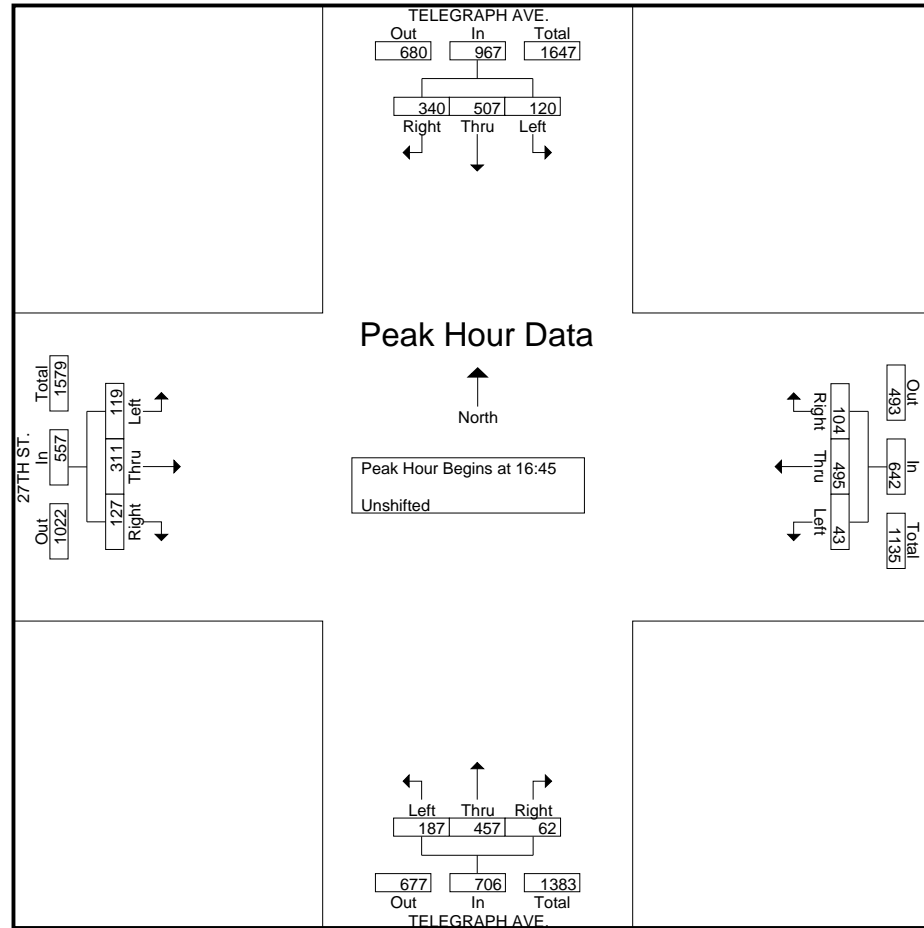 TELEGRAPH AVE.
Out In Total
680 967 1647
340 507 120
Right Thru Left
Peak Hour Data
North
Peak Hour Begins at 16:45
Unshifted
27TH ST.
Total In Out
1579 557 1022
119 311 127
Left Thru Right
Out In Total
493 642 1135
104 495 43
Right Thru Left
Left Thru Right
187 457 62
677 706 1383
Out In Total
TELEGRAPH AVE.